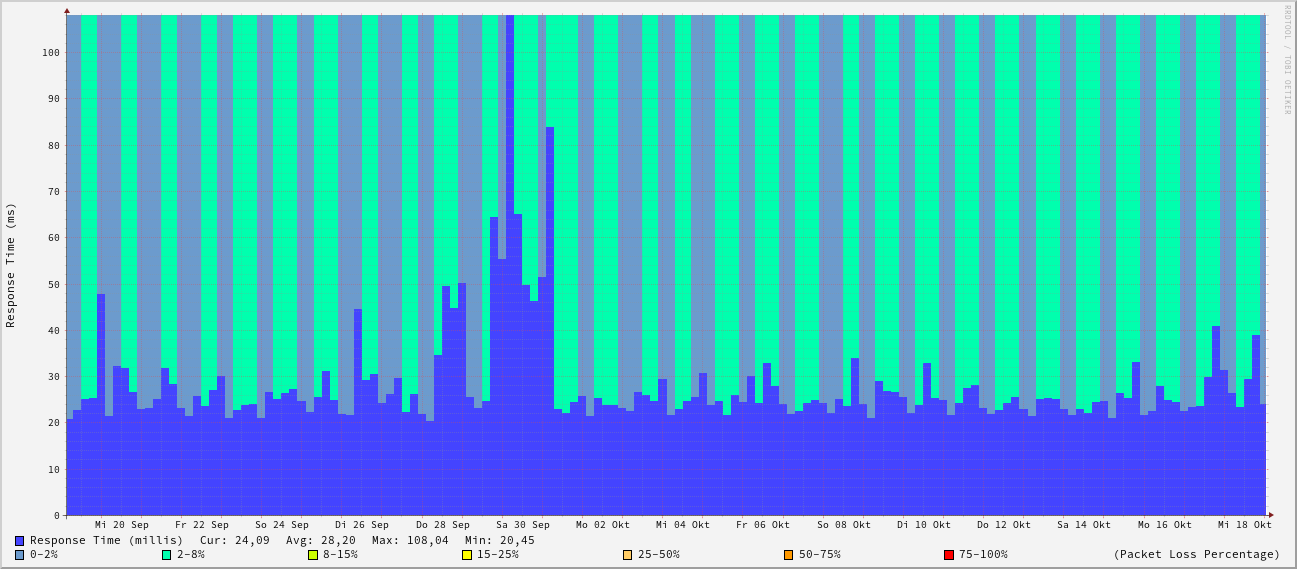 RRDTOOL / TOBI OETIKER
Response Time (ms)
100
90
80
70
60
50
40
30
20
10
0
Mi 20 Sep Fr 22 Sep So 24 Sep Di 26 Sep Do 28 Sep Sa 30 Sep Mo 02 Okt Mi 04 Okt Fr 06 Okt So 08 Okt Di 10 Okt Do 12 Okt Sa 14 Okt Mo 16 Okt Mi 18 Okt
Response Time (millis) Cur: 24,09 Avg: 28,20 Max: 108,04 Min: 20,45
0-2% 2-8% 8-15% 15-25% 25-50% 50-75% 75-100% (Packet Loss Percentage)